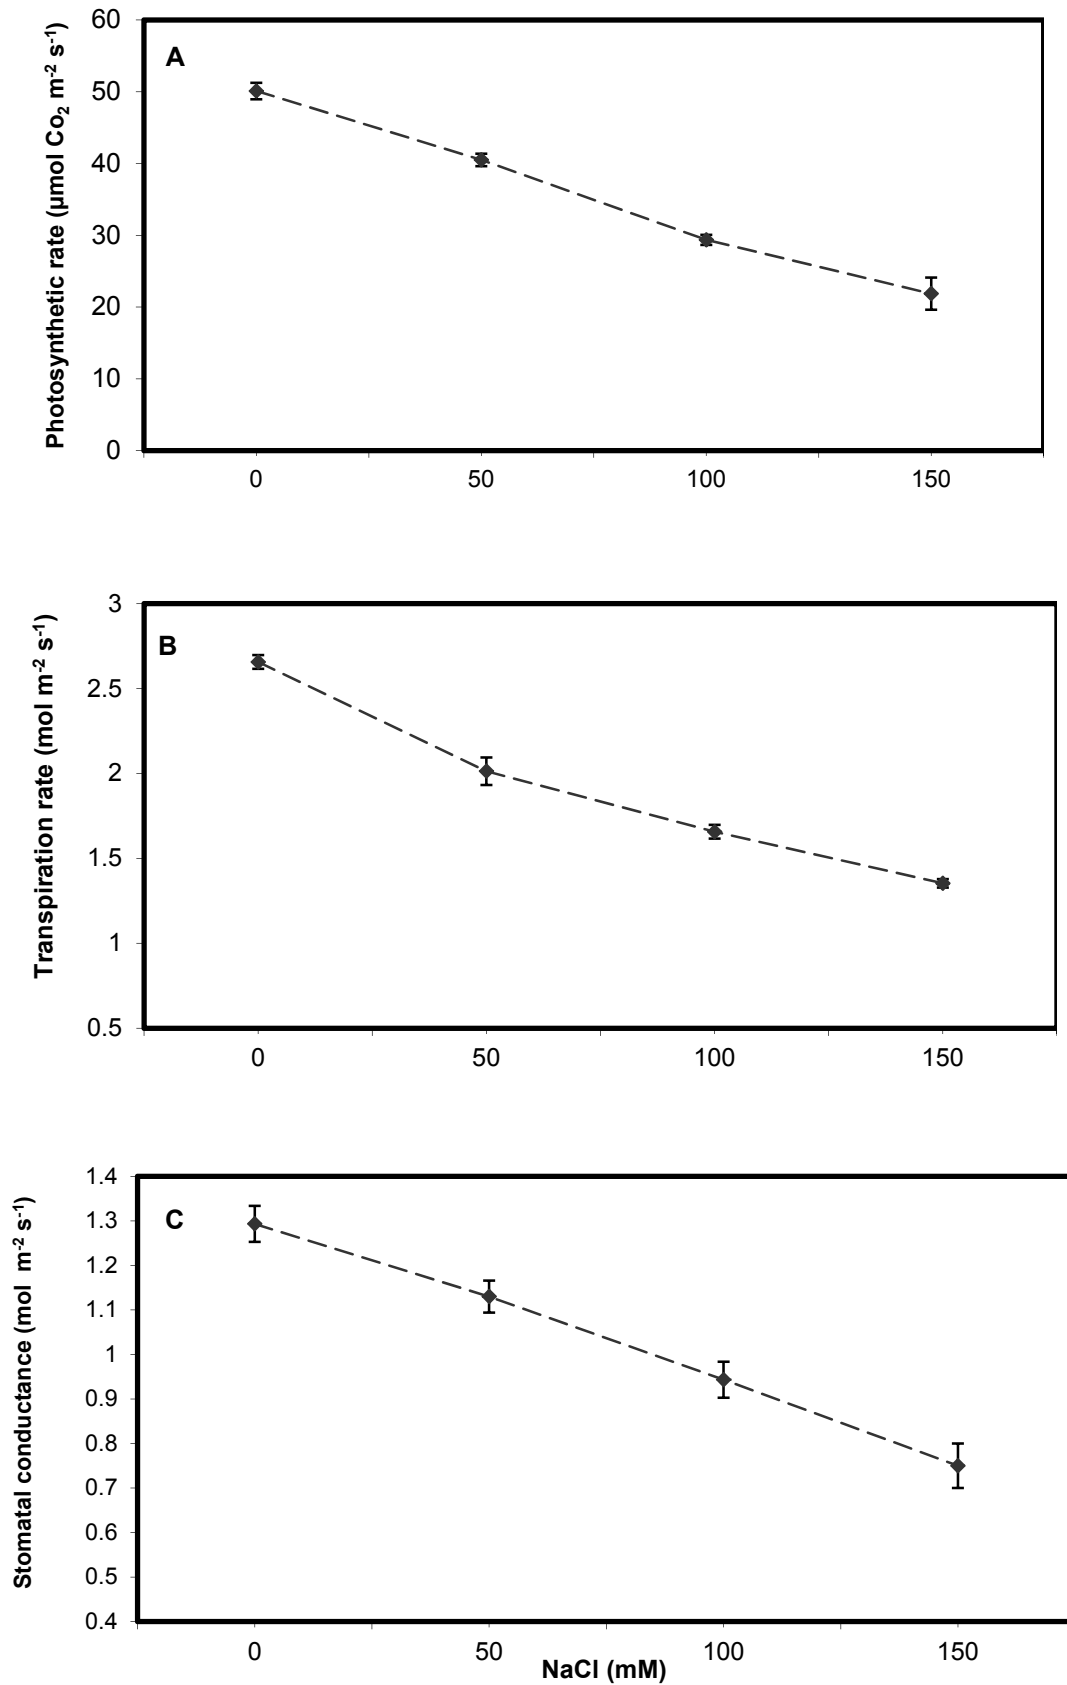 A
Photosynthetic rate (µmol Co₂ m⁻² s⁻¹)
60
50
40
30
20
10
0
0 50 100 150
B
Transpiration rate (mol m⁻² s⁻¹)
3
2.5
2
1.5
1
0.5
0 50 100 150
C
Stomatal conductance (mol m⁻² s⁻¹)
1.4
1.3
1.2
1.1
1
0.9
0.8
0.7
0.6
0.5
0.4
0 50 100 150
NaCl (mM)